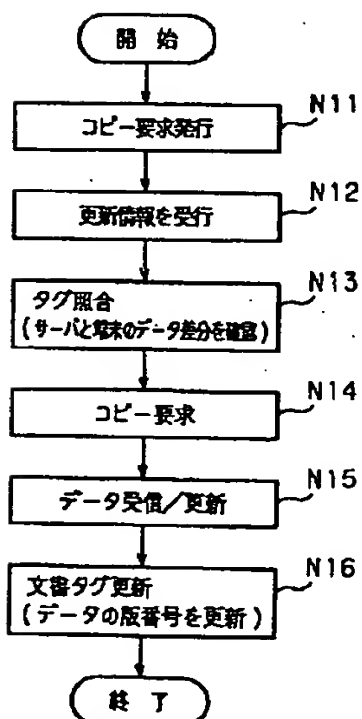 開 始
コピー要求発行
N11
更新情報を受行
N12
タグ照合
(サーバと端末のデータ差分を確認)
N13
コピー要求
N14
データ受信/更新
N15
文書タグ更新
(データの版番号を更新)
N16
終 了